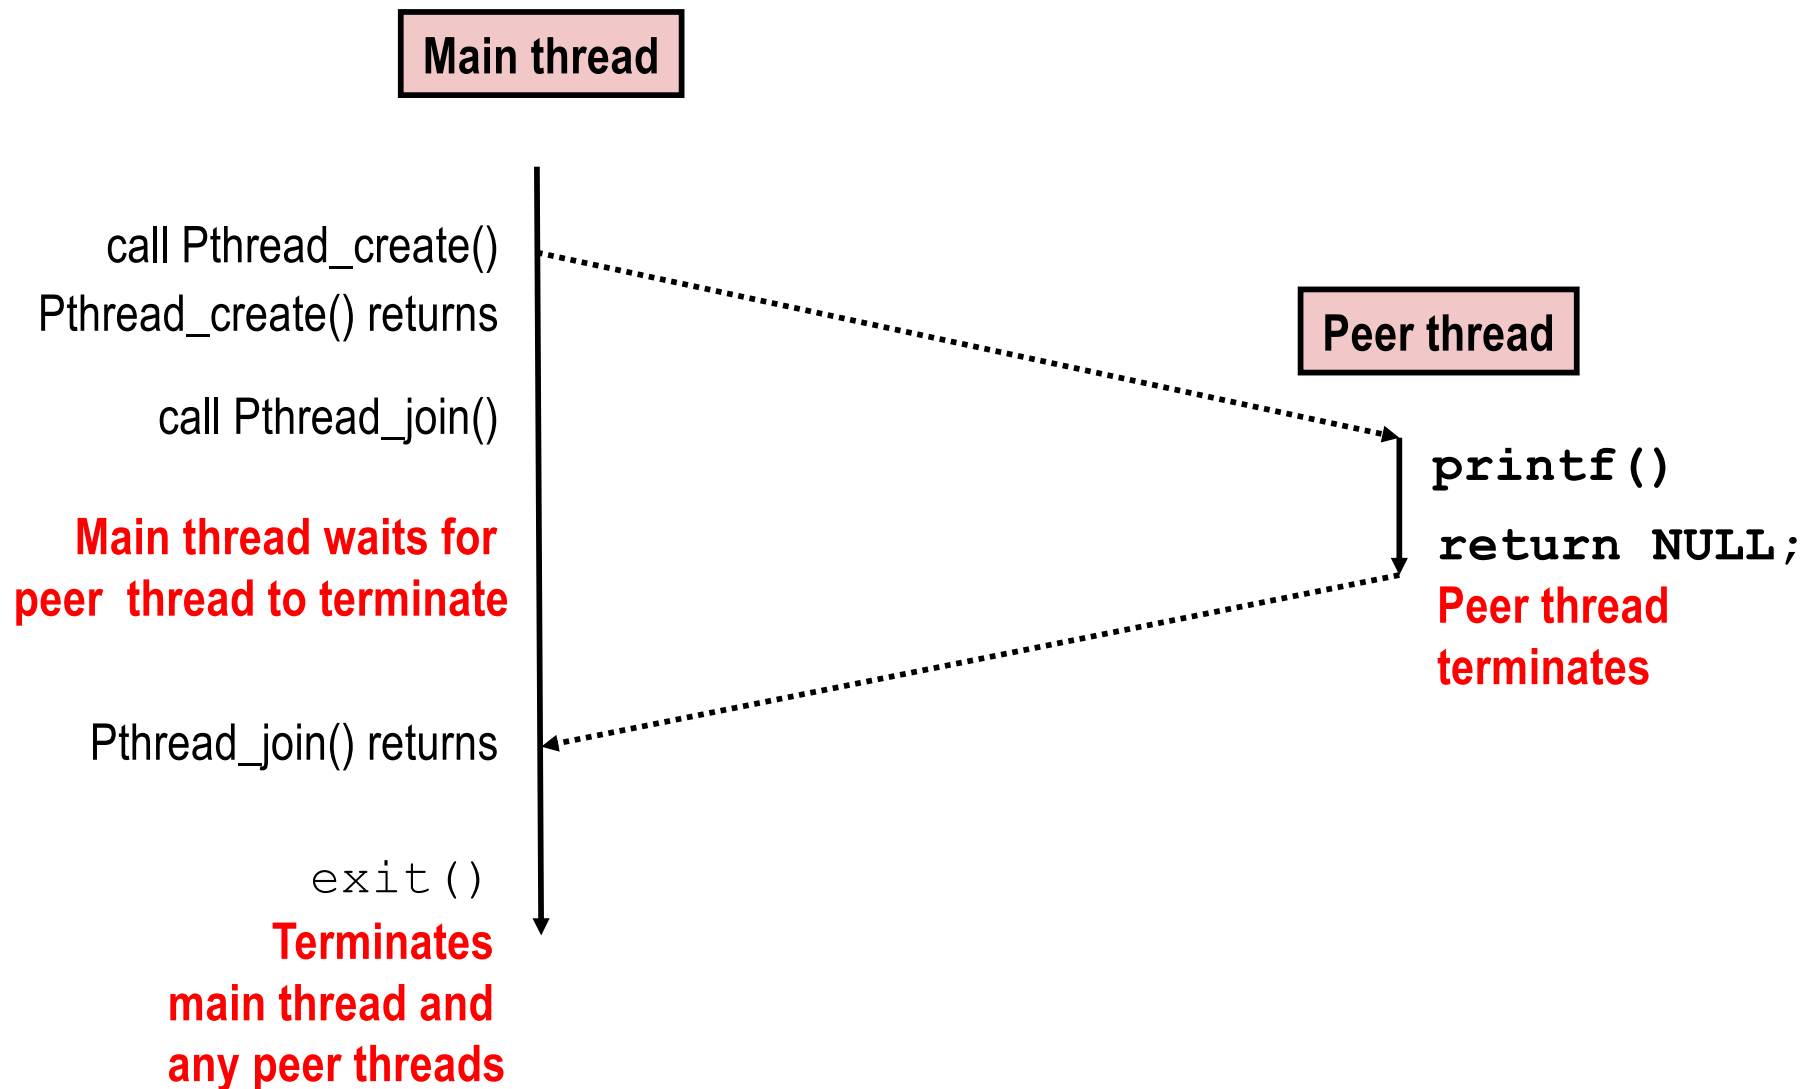 Main thread
call Pthread_create()
Pthread_create() returns
call Pthread_join()
Main thread waits for
peer  thread to terminate
Pthread_join() returns
exit()
Terminates
main thread and
any peer threads
Peer thread
printf()
return NULL;
Peer thread
terminates